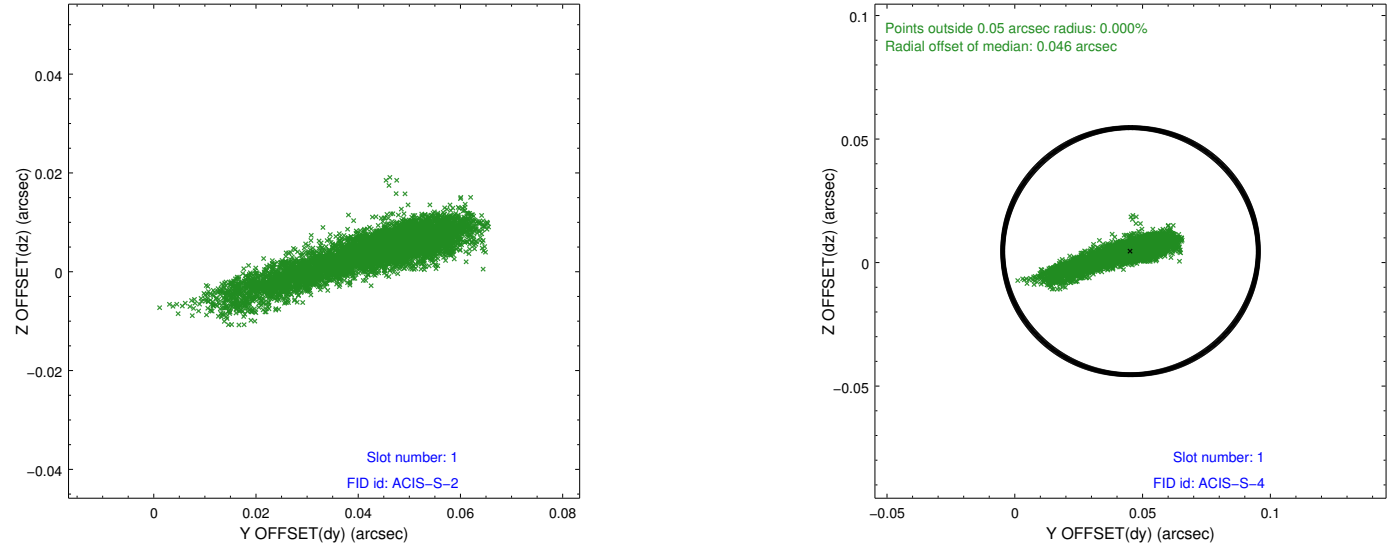 0.04
0.02
0
−0.02
−0.04
Z OFFSET(dz) (arcsec)
Slot number: 1
FID id: ACIS−S−2
0
0.02
0.04
0.06
0.08
Y OFFSET(dy) (arcsec)
Points outside 0.05 arcsec radius: 0.000%
Radial offset of median: 0.046 arcsec
0.1
0.05
0
−0.05
Z OFFSET(dz) (arcsec)
Slot number: 1
FID id: ACIS−S−4
−0.05
0
0.05
0.1
Y OFFSET(dy) (arcsec)